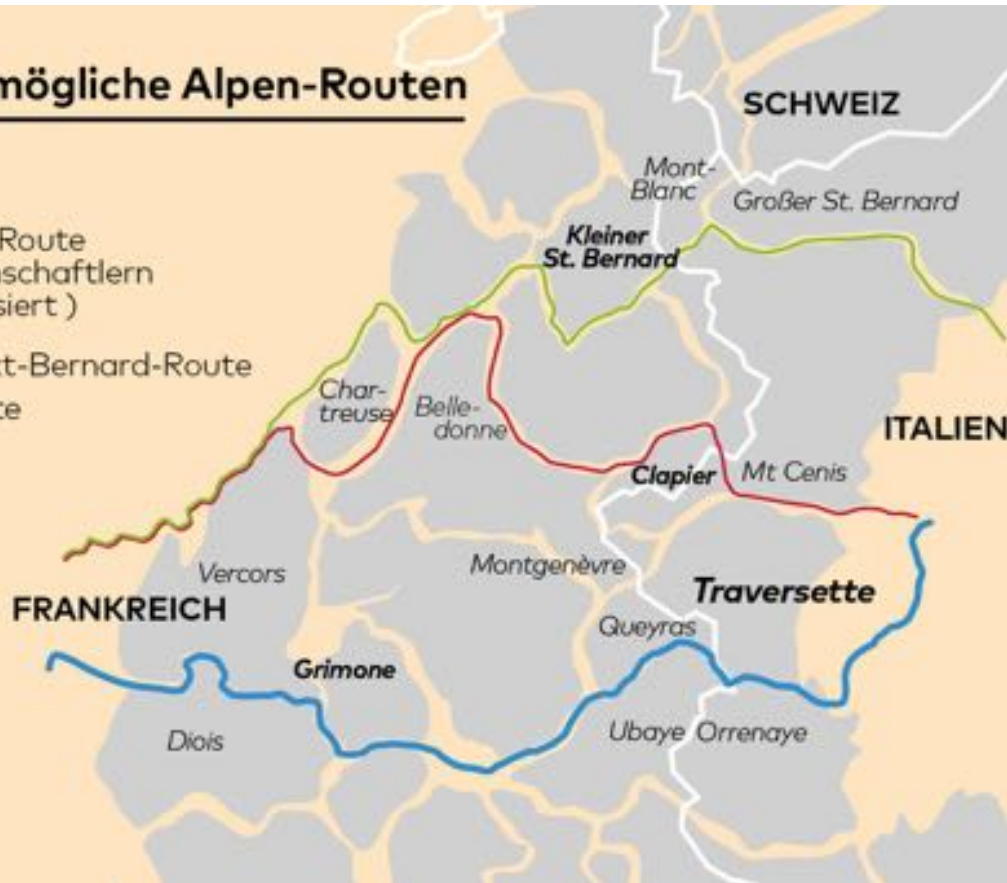 mögliche Alpen-Routen
SCHWEIZ
Mont-
Blanc
Großer St. Bernard
Route
schaftlern
siert )
Kleiner
St. Bernard
tt-Bernard-Route
te
Char-
treuse
Belle-
donne
ITALIEN
Clapier
Mt Cenis
Vercors
Montgenèvre
FRANKREICH
Traversette
Queyras
Grimone
Diois
Ubaye
Orrenaye